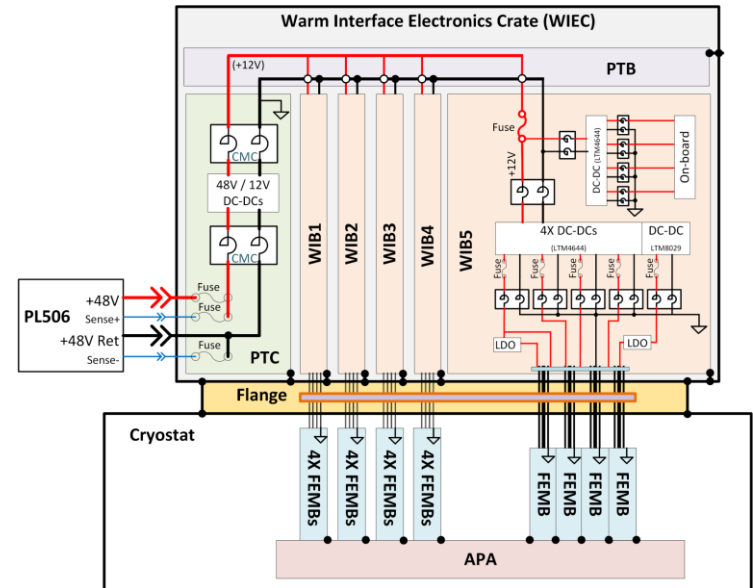 Warm Interface Electronics Crate (WIEC)
(+12V)
PTB
CMC
48V / 12V
DC-DCs
CMC
Fuse
Fuse
Fuse
PTC
PL506
+48V
Sense+
+48V Ret
Sense-
WIB1
WIB2
WIB3
WIB4
WIB5
Fuse
+12V
DC-DC (LTM4644)
On-board
4X DC-DCs
(LTM4644)
DC-DC
LTM8029
Fuse
Fuse
Fuse
Fuse
Fuse
LDO
LDO
Flange
Cryostat
4X FEMBs
4X FEMBs
4X FEMBs
4X FEMBs
FEMB
FEMB
FEMB
FEMB
APA